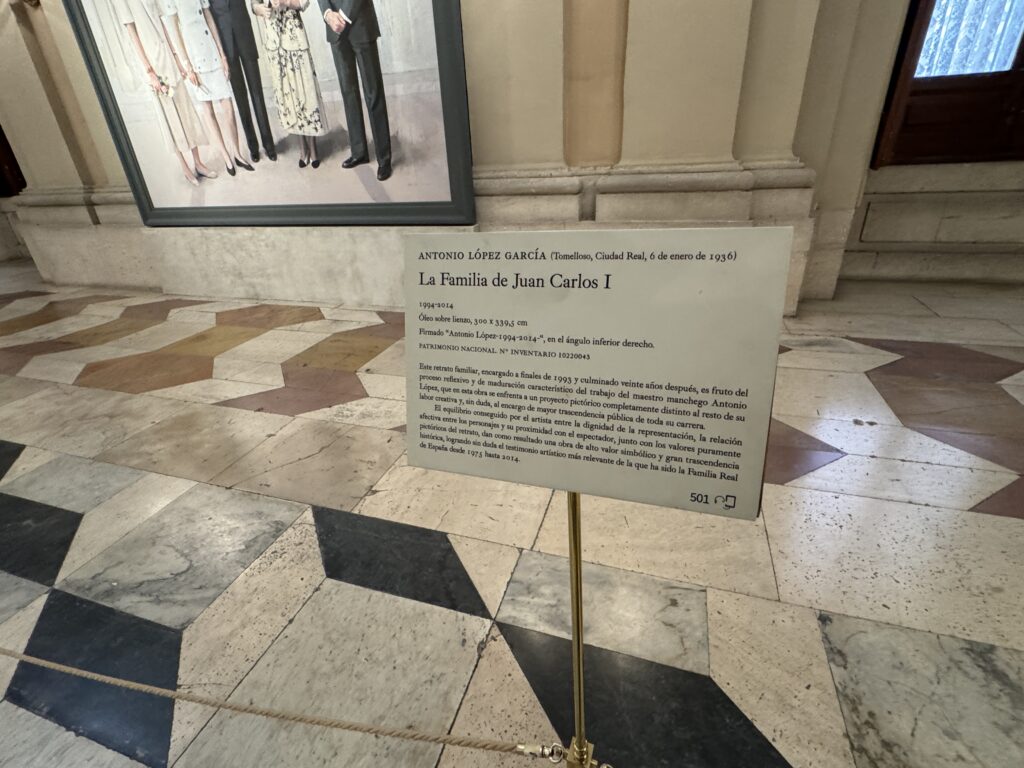 ANTONIO LÓPEZ GARCÍA (Tomelloso, Ciudad Real, 6 de enero de 1936)
La Familia de Juan Carlos I
1994-2014
Óleo sobre lienzo, 300 x 339,5 cm
Firmado "Antonio López-1994-2014-", en el ángulo inferior derecho.
PATRIMONIO NACIONAL. Nº INVENTARIO 10220043
Este retrato familiar, encargado a finales de 1993 y culminado veinte años después, es fruto del
proceso reflexivo y de maduración característico del trabajo del maestro manchego Antonio
López, que en esta obra se enfrenta a un proyecto pictórico completamente distinto al resto de su
labor creativa y, sin duda, al encargo de mayor trascendencia pública de toda su carrera.
El equilibrio conseguido por el artista entre la dignidad de la representación, la relación
afectiva entre los personajes y su proximidad con el espectador, junto con los valores puramente
pictóricos del retrato, dan como resultado una obra de alto valor simbólico y gran trascendencia
histórica, logrando sin duda el testimonio artístico más relevante de la que ha sido la Familia Real
de España desde 1975 hasta 2014.
501